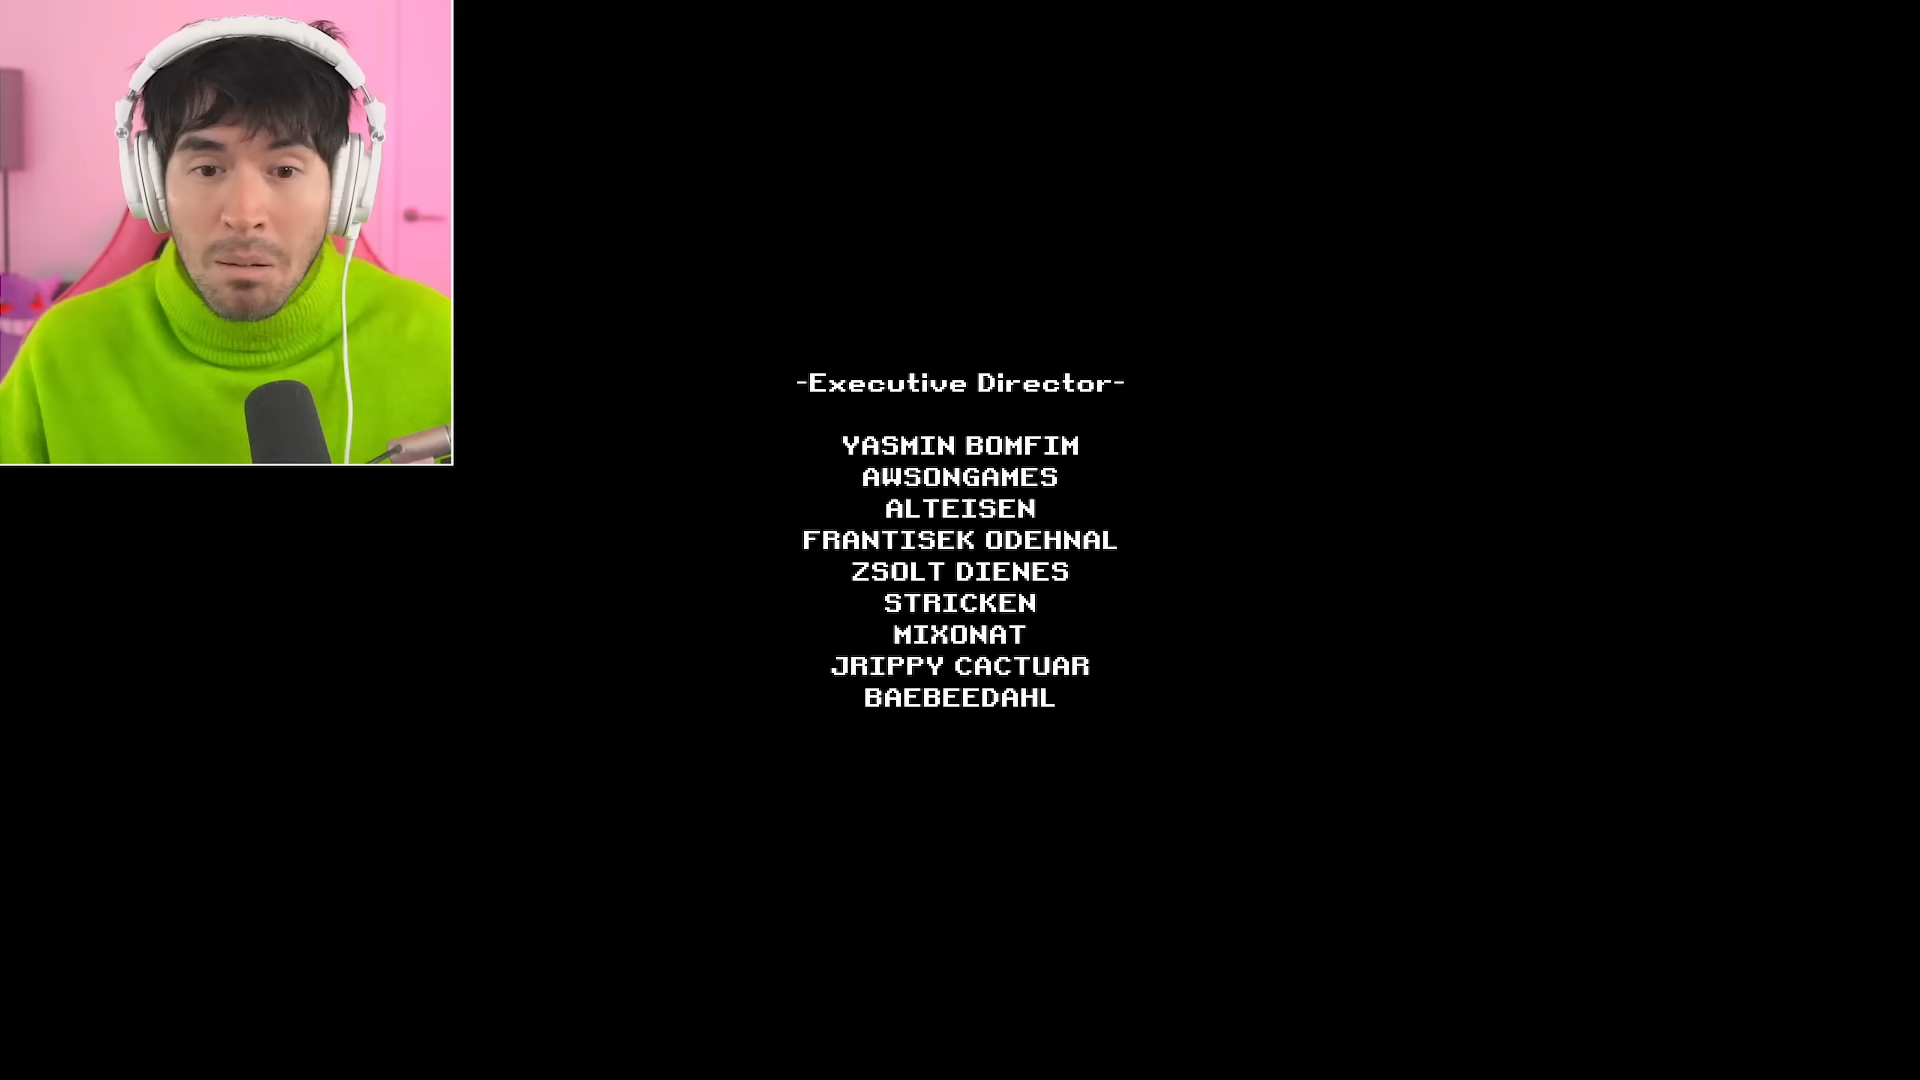 -Executive Director-
YASMIN BOMFIM
AWSONGAMES
ALTEISEN
FRANTISEK ODEHNAL
ZSOLT DIENES
STRICKEN
MIXONAT
JRIPPY CACTUAR
BAEBEEDAHL